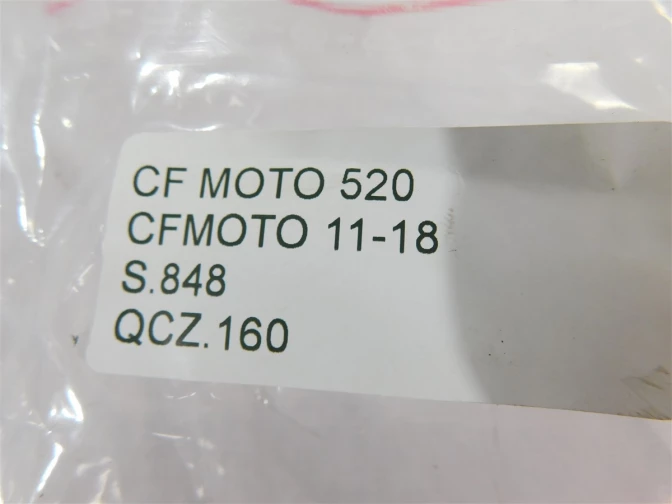 CF MOTO 520
CFMOTO 11-18
S.848
QCZ.160